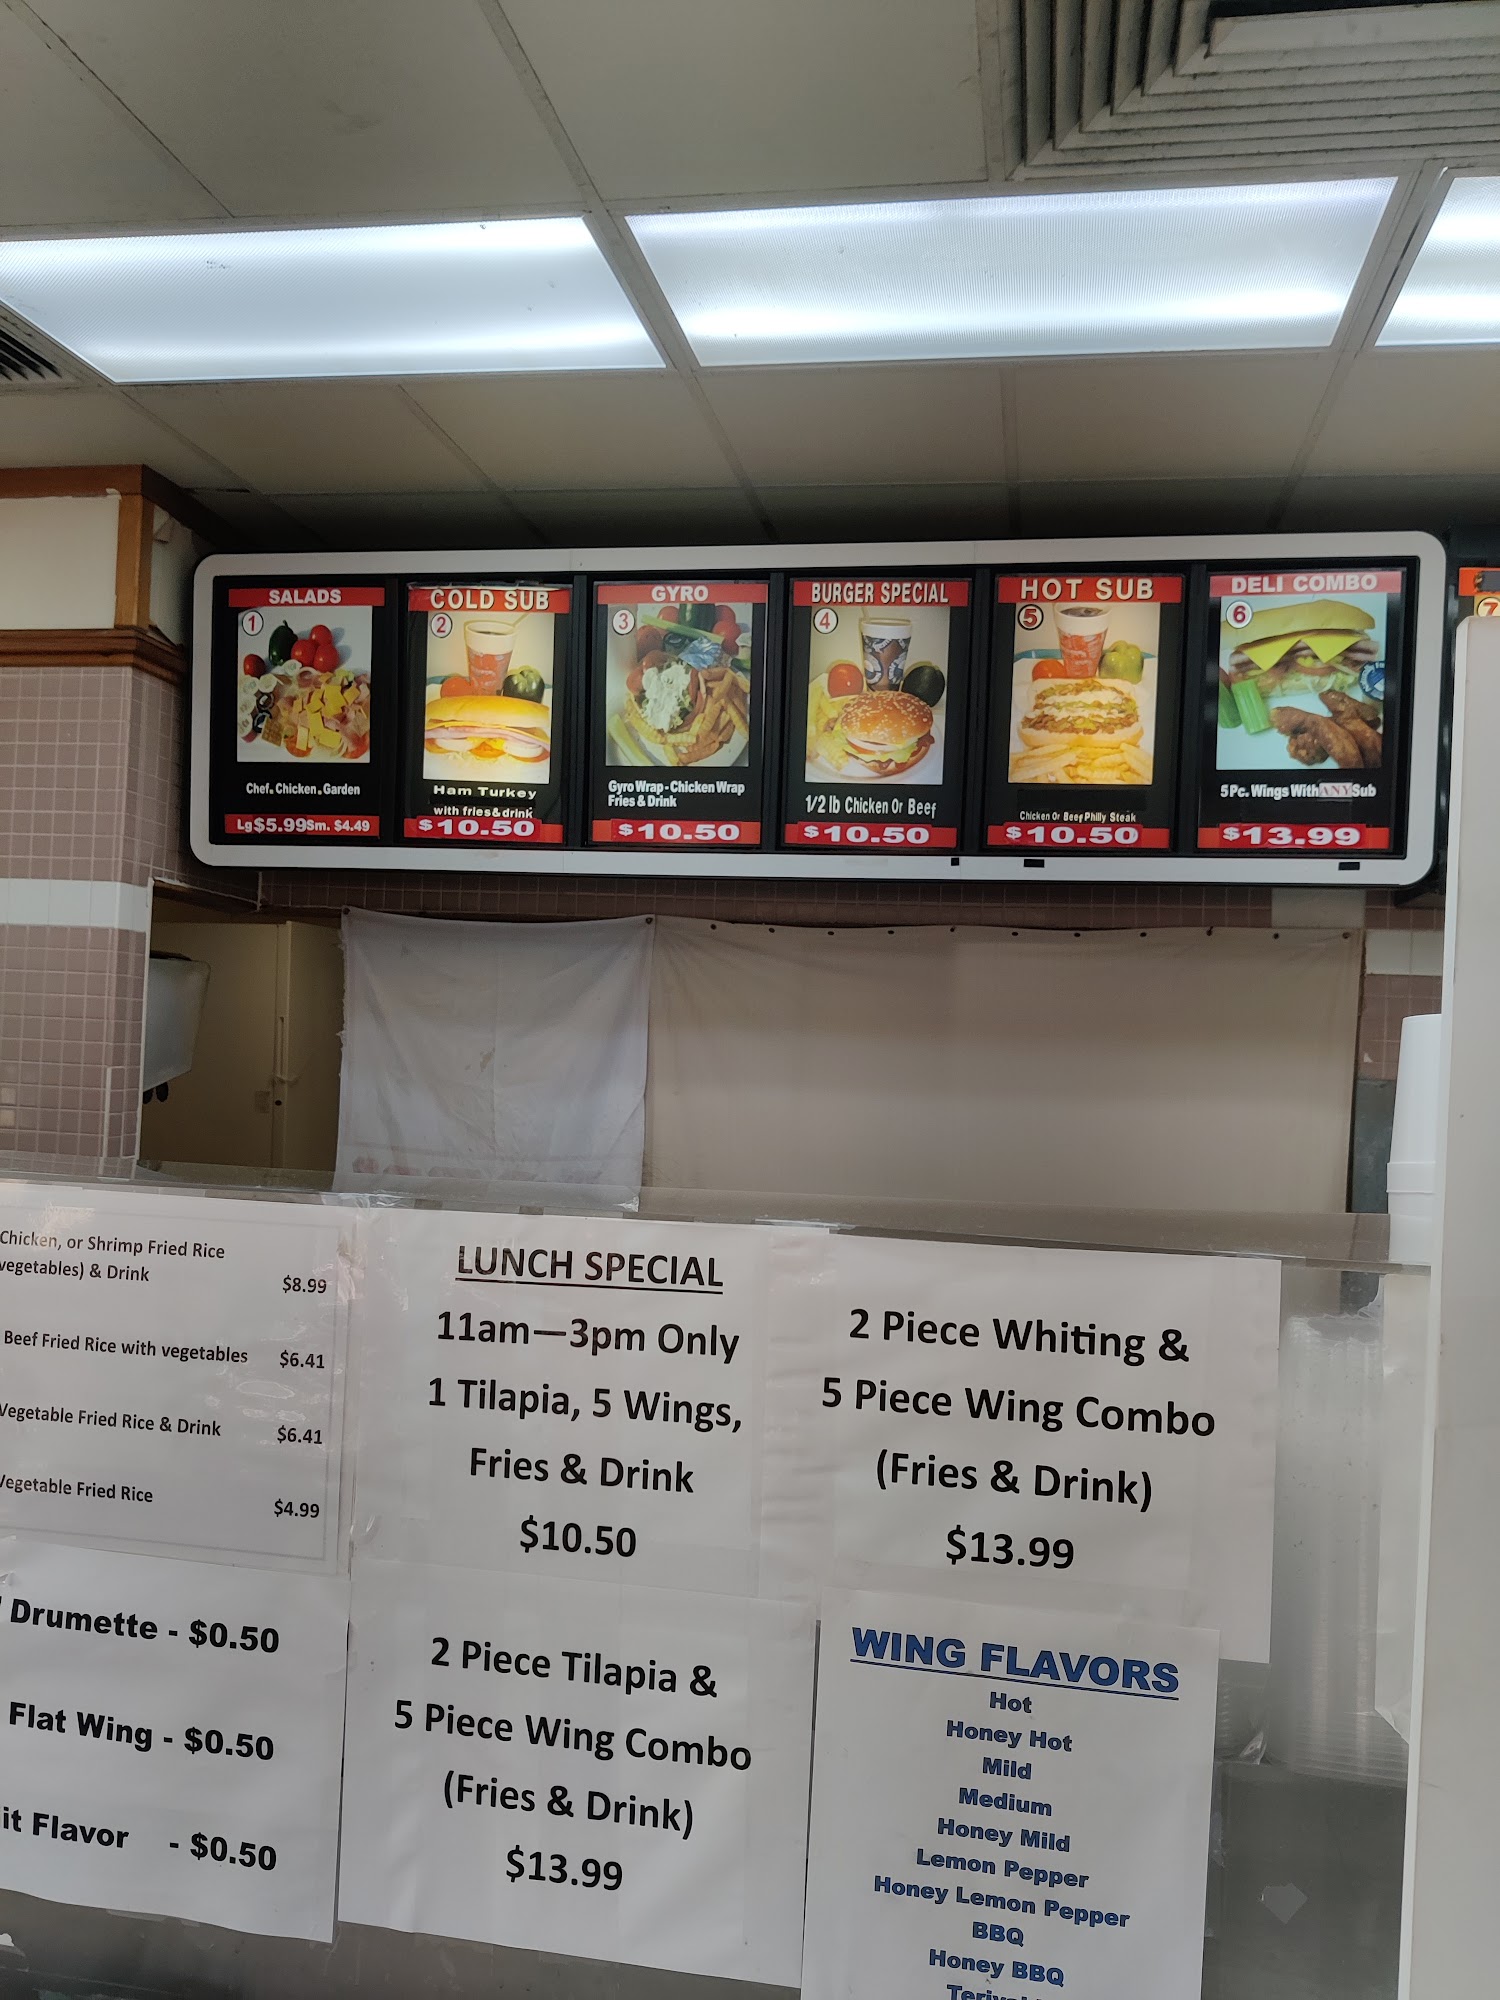 SALADS
1
Chef. Chicken. Garden
Lg $5.99 Sm. $4.49
COLD SUB
2
Ham Turkey
with fries & drink
$10.50
GYRO
3
Gyro Wrap - Chicken Wrap
Fries & Drink
$10.50
BURGER SPECIAL
4
1/2 lb Chicken Or Beef
$10.50
HOT SUB
5
Chicken Or Beef Philly Steak
$10.50
DELI COMBO
6
5 Pc. Wings With ANY Sub
$13.99
7
Chicken, or Shrimp Fried Rice
vegetables) & Drink
$8.99
Beef Fried Rice with vegetables $6.41
Vegetable Fried Rice & Drink $6.41
Vegetable Fried Rice $4.99
Drumette - $0.50
Flat Wing - $0.50
Flavor - $0.50
LUNCH SPECIAL
11am—3pm Only
1 Tilapia, 5 Wings,
Fries & Drink
$10.50
2 Piece Whiting &
5 Piece Wing Combo
(Fries & Drink)
$13.99
2 Piece Tilapia &
5 Piece Wing Combo
(Fries & Drink)
$13.99
WING FLAVORS
Hot
Honey Hot
Mild
Medium
Honey Mild
Lemon Pepper
Honey Lemon Pepper
BBQ
Honey BBQ